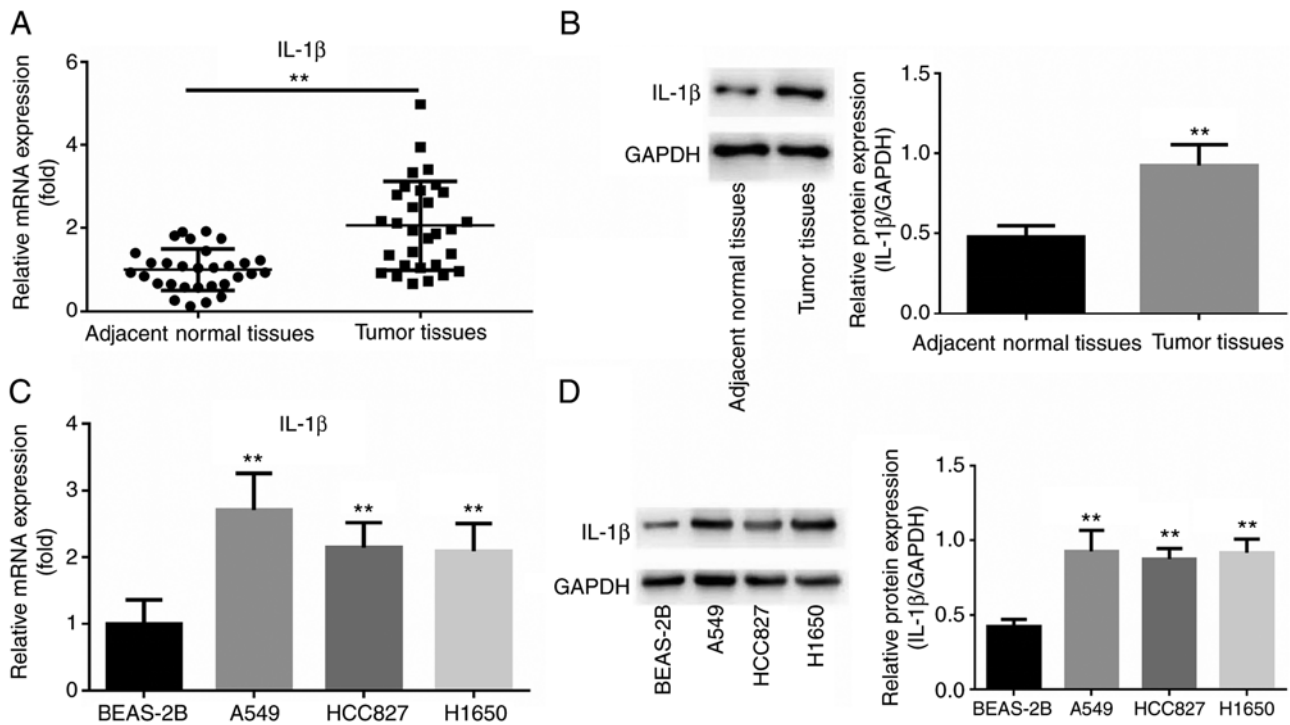 A
IL-1β
**
Relative mRNA expression
(fold)
6
4
2
0
Adjacent normal tissues
Tumor tissues
B
IL-1β
GAPDH
Adjacent normal tissues
Tumor tissues
Relative protein expression
(IL-1β/GAPDH)
1.5
1.0
0.5
0.0
**
Adjacent normal tissues
Tumor tissues
C
IL-1β
Relative mRNA expression
(fold)
4
3
2
1
0
**
**
**
BEAS-2B
A549
HCC827
H1650
D
IL-1β
GAPDH
BEAS-2B
A549
HCC827
H1650
Relative protein expression
(IL-1β/GAPDH)
1.5
1.0
0.5
0.0
**
**
**
BEAS-2B
A549
HCC827
H1650